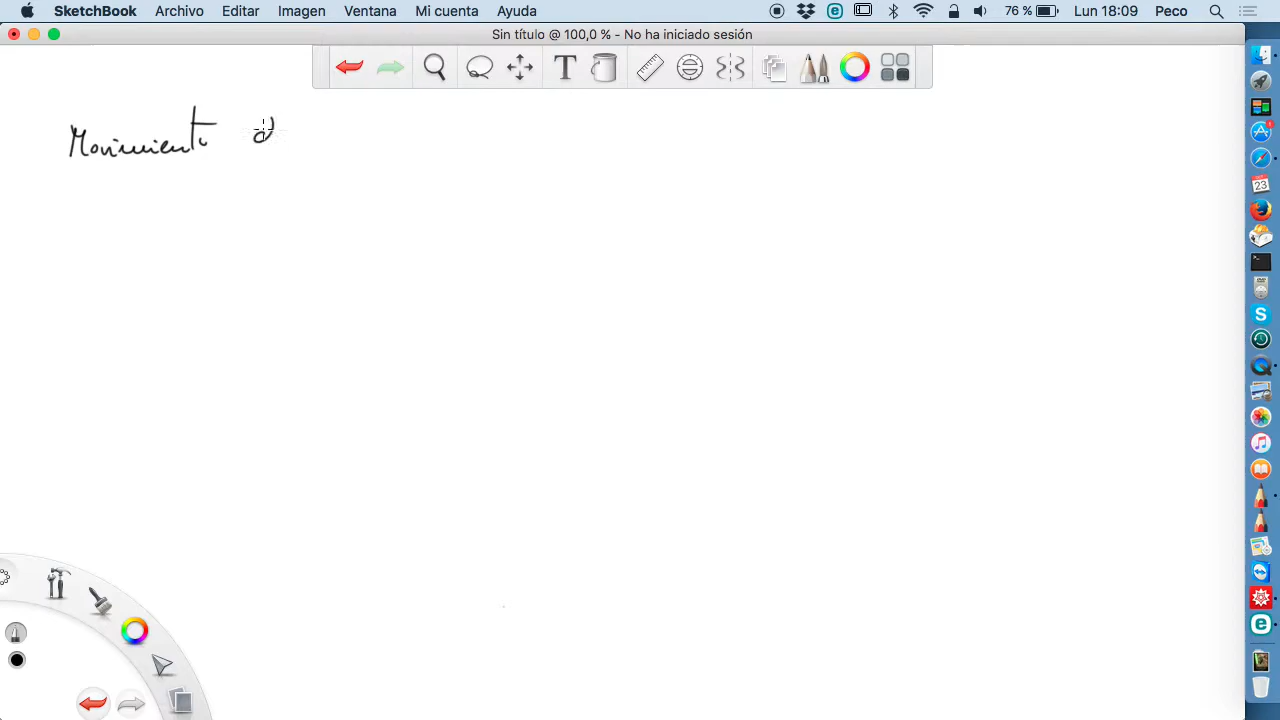 SketchBook Archivo Editar Imagen Ventana Mi cuenta Ayuda 76 % Lun 18:09 Peco
Sin título @ 100,0 % - No ha iniciado sesión
T
Movimiento d
23
S
e